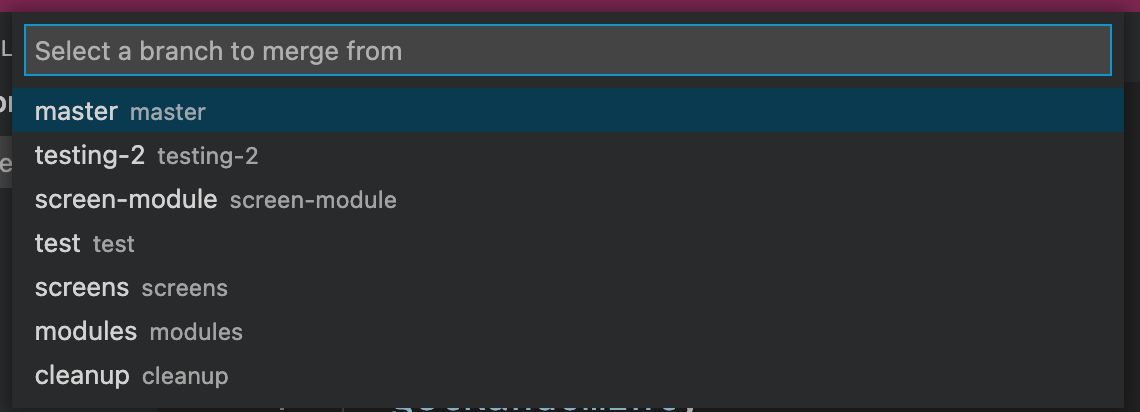 Select a branch to merge from
master master
testing-2 testing-2
screen-module screen-module
test test
screens screens
modules modules
cleanup cleanup